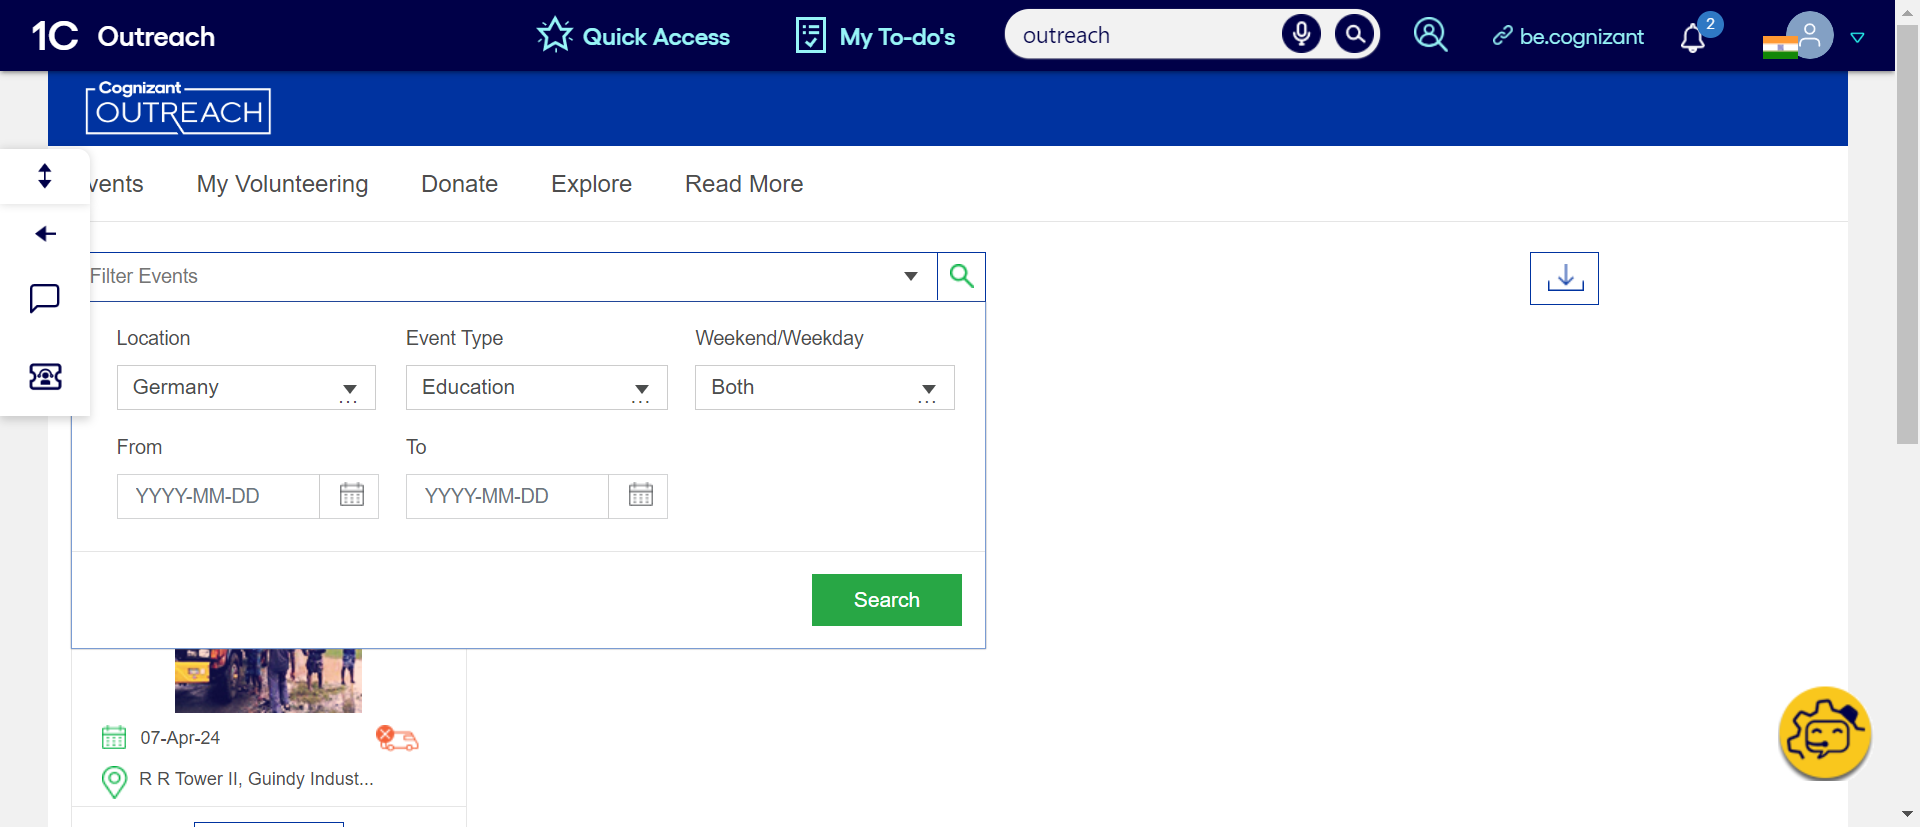 1C Outreach Quick Access My To-do's outreach be.cognizant 2
Cognizant
OUTREACH
vents My Volunteering Donate Explore Read More
Filter Events
Location Event Type Weekend/Weekday
Germany Education Both
From To
YYYY-MM-DD YYYY-MM-DD
Search
07-Apr-24
R R Tower II, Guindy Indust...